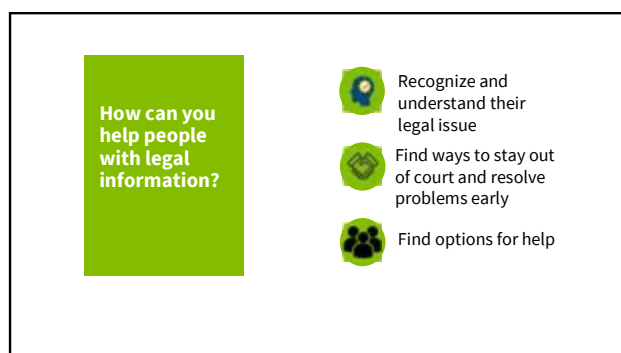 How can you
help people
with legal
information?
Recognize and
understand their
legal issue
Find ways to stay out
of court and resolve
problems early
Find options for help